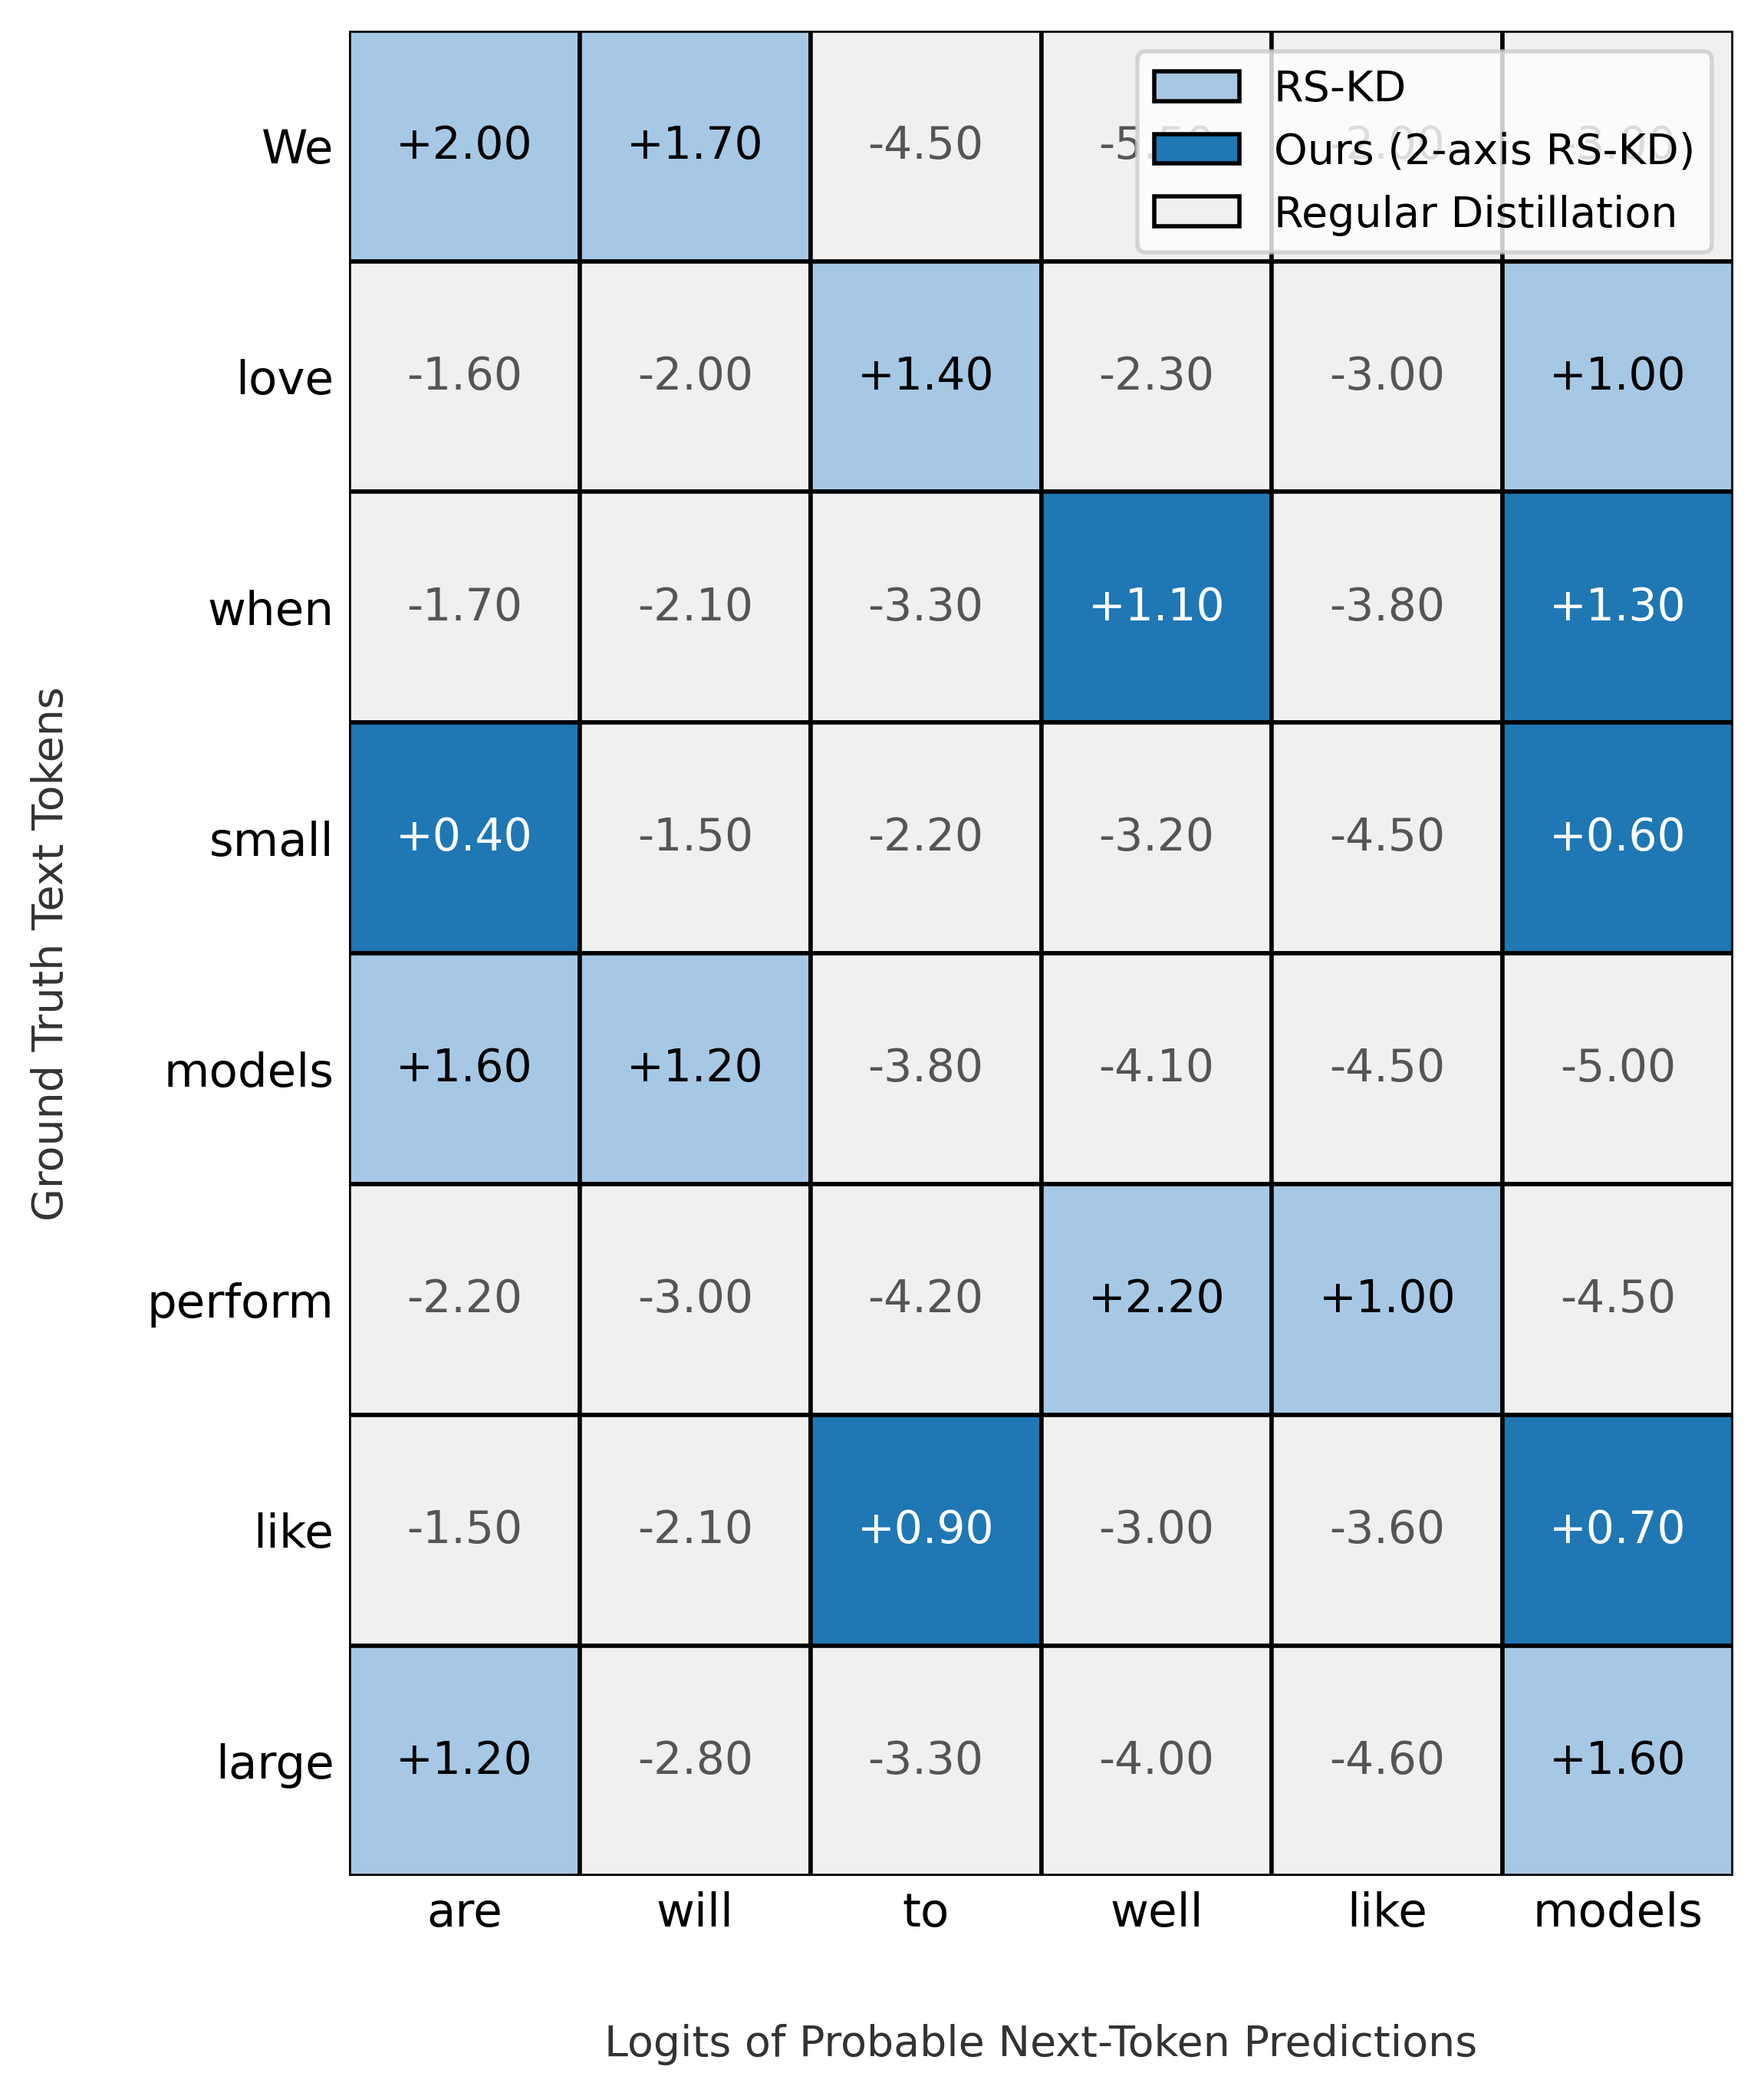 RS-KD
Ours (2-axis RS-KD)
Regular Distillation
We +2.00 +1.70 -4.50 -2.00 -3.00
love -1.60 -2.00 +1.40 -2.30 -3.00 +1.00
when -1.70 -2.10 -3.30 +1.10 -3.80 +1.30
small +0.40 -1.50 -2.20 -3.20 -4.50 +0.60
models +1.60 +1.20 -3.80 -4.10 -4.50 -5.00
perform -2.20 -3.00 -4.20 +2.20 +1.00 -4.50
like -1.50 -2.10 +0.90 -3.00 -3.60 +0.70
large +1.20 -2.80 -3.30 -4.00 -4.60 +1.60
are will to well like models
Ground Truth Text Tokens
Logits of Probable Next-Token Predictions